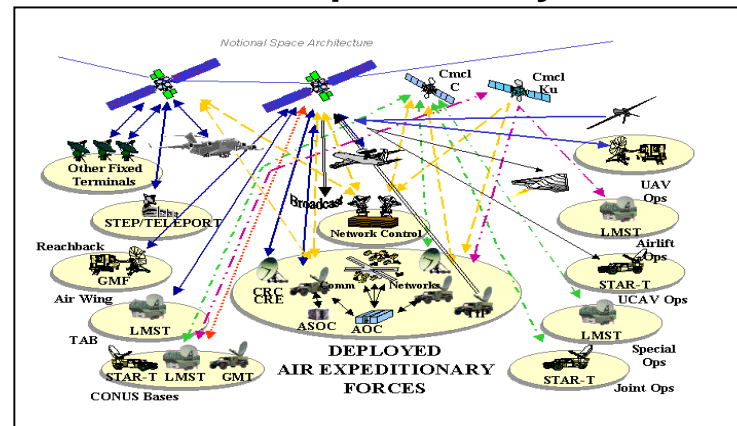 Notional Space Architecture
Cmcl
C
Cmcl
Ku
Other Fixed
Terminals
UAV
Ops
STEP/TELEPORT
Broadcast
Network Control
LMST
Airlift
Ops
Reachback
GMF
Air Wing
CRC
CRE
Comm
Networks
TIP
STAR-T
UCAV Ops
LMST
TAB
ASOC
AOC
LMST
Special
Ops
DEPLOYED
AIR EXPEDITIONARY
FORCES
STAR-T
LMST
GMT
CONUS Bases
STAR-T
Joint Ops